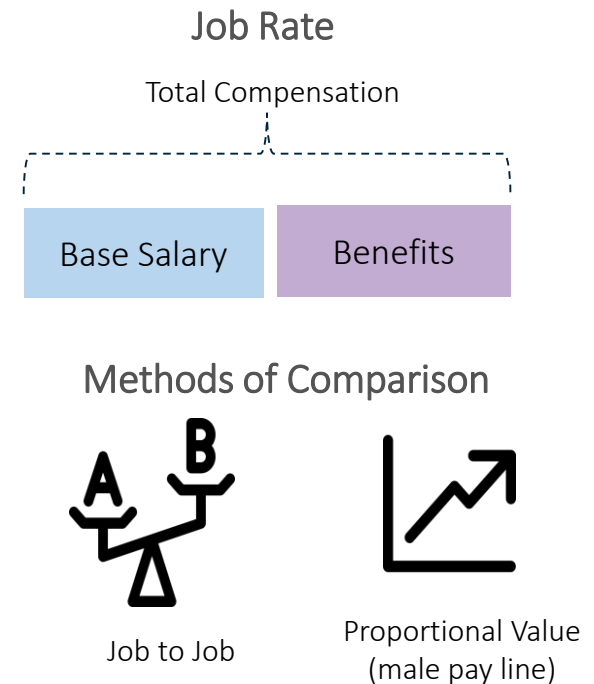 Job Rate
Total Compensation
Base Salary
Benefits
Methods of Comparison
A
B
Job to Job
Proportional Value
(male pay line)